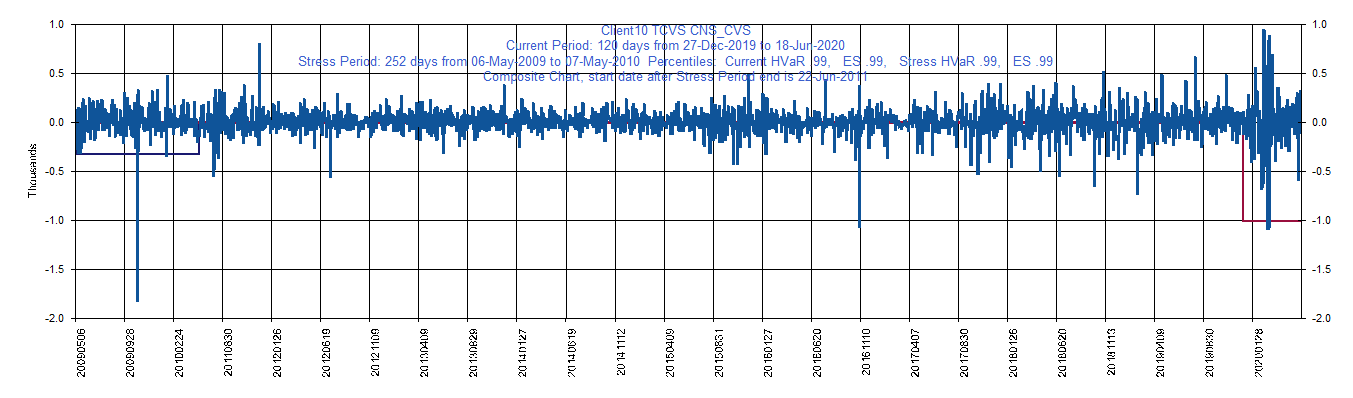 Client10 TCVS CNS_CVS
Current Period: 120 days from 27-Dec-2019 to 18-Jun-2020
Stress Period: 252 days from 06-May-2009 to 07-May-2010 Percentiles: Current HVaR .99, ES .99, Stress HVaR .99, ES .99
Composite Chart, start date after Stress Period end is 22-Jun-2011
1.0 1.0
0.5 0.5
0.0 0.0
-0.5 -0.5
-1.0 -1.0
-1.5 -1.5
-2.0 -2.0
Thousands
20090506 20090928 20100224 20110830 20120126 20120619 20121109 20130409 20130829 20140127 20140619 20141112 20150409 20150831 20160127 20160620 20161110 20170407 20170830 20180126 20180620 20181113 20190409 20190830 20200128